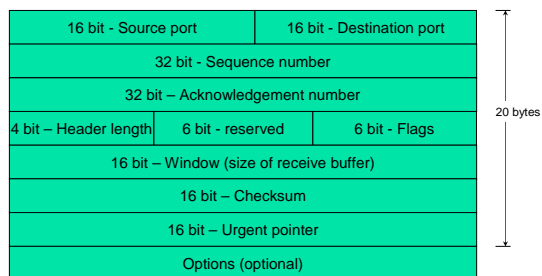 16 bit - Source port
16 bit - Destination port
32 bit - Sequence number
32 bit – Acknowledgement number
4 bit – Header length
6 bit - reserved
6 bit - Flags
20 bytes
16 bit – Window (size of receive buffer)
16 bit – Checksum
16 bit – Urgent pointer
Options (optional)